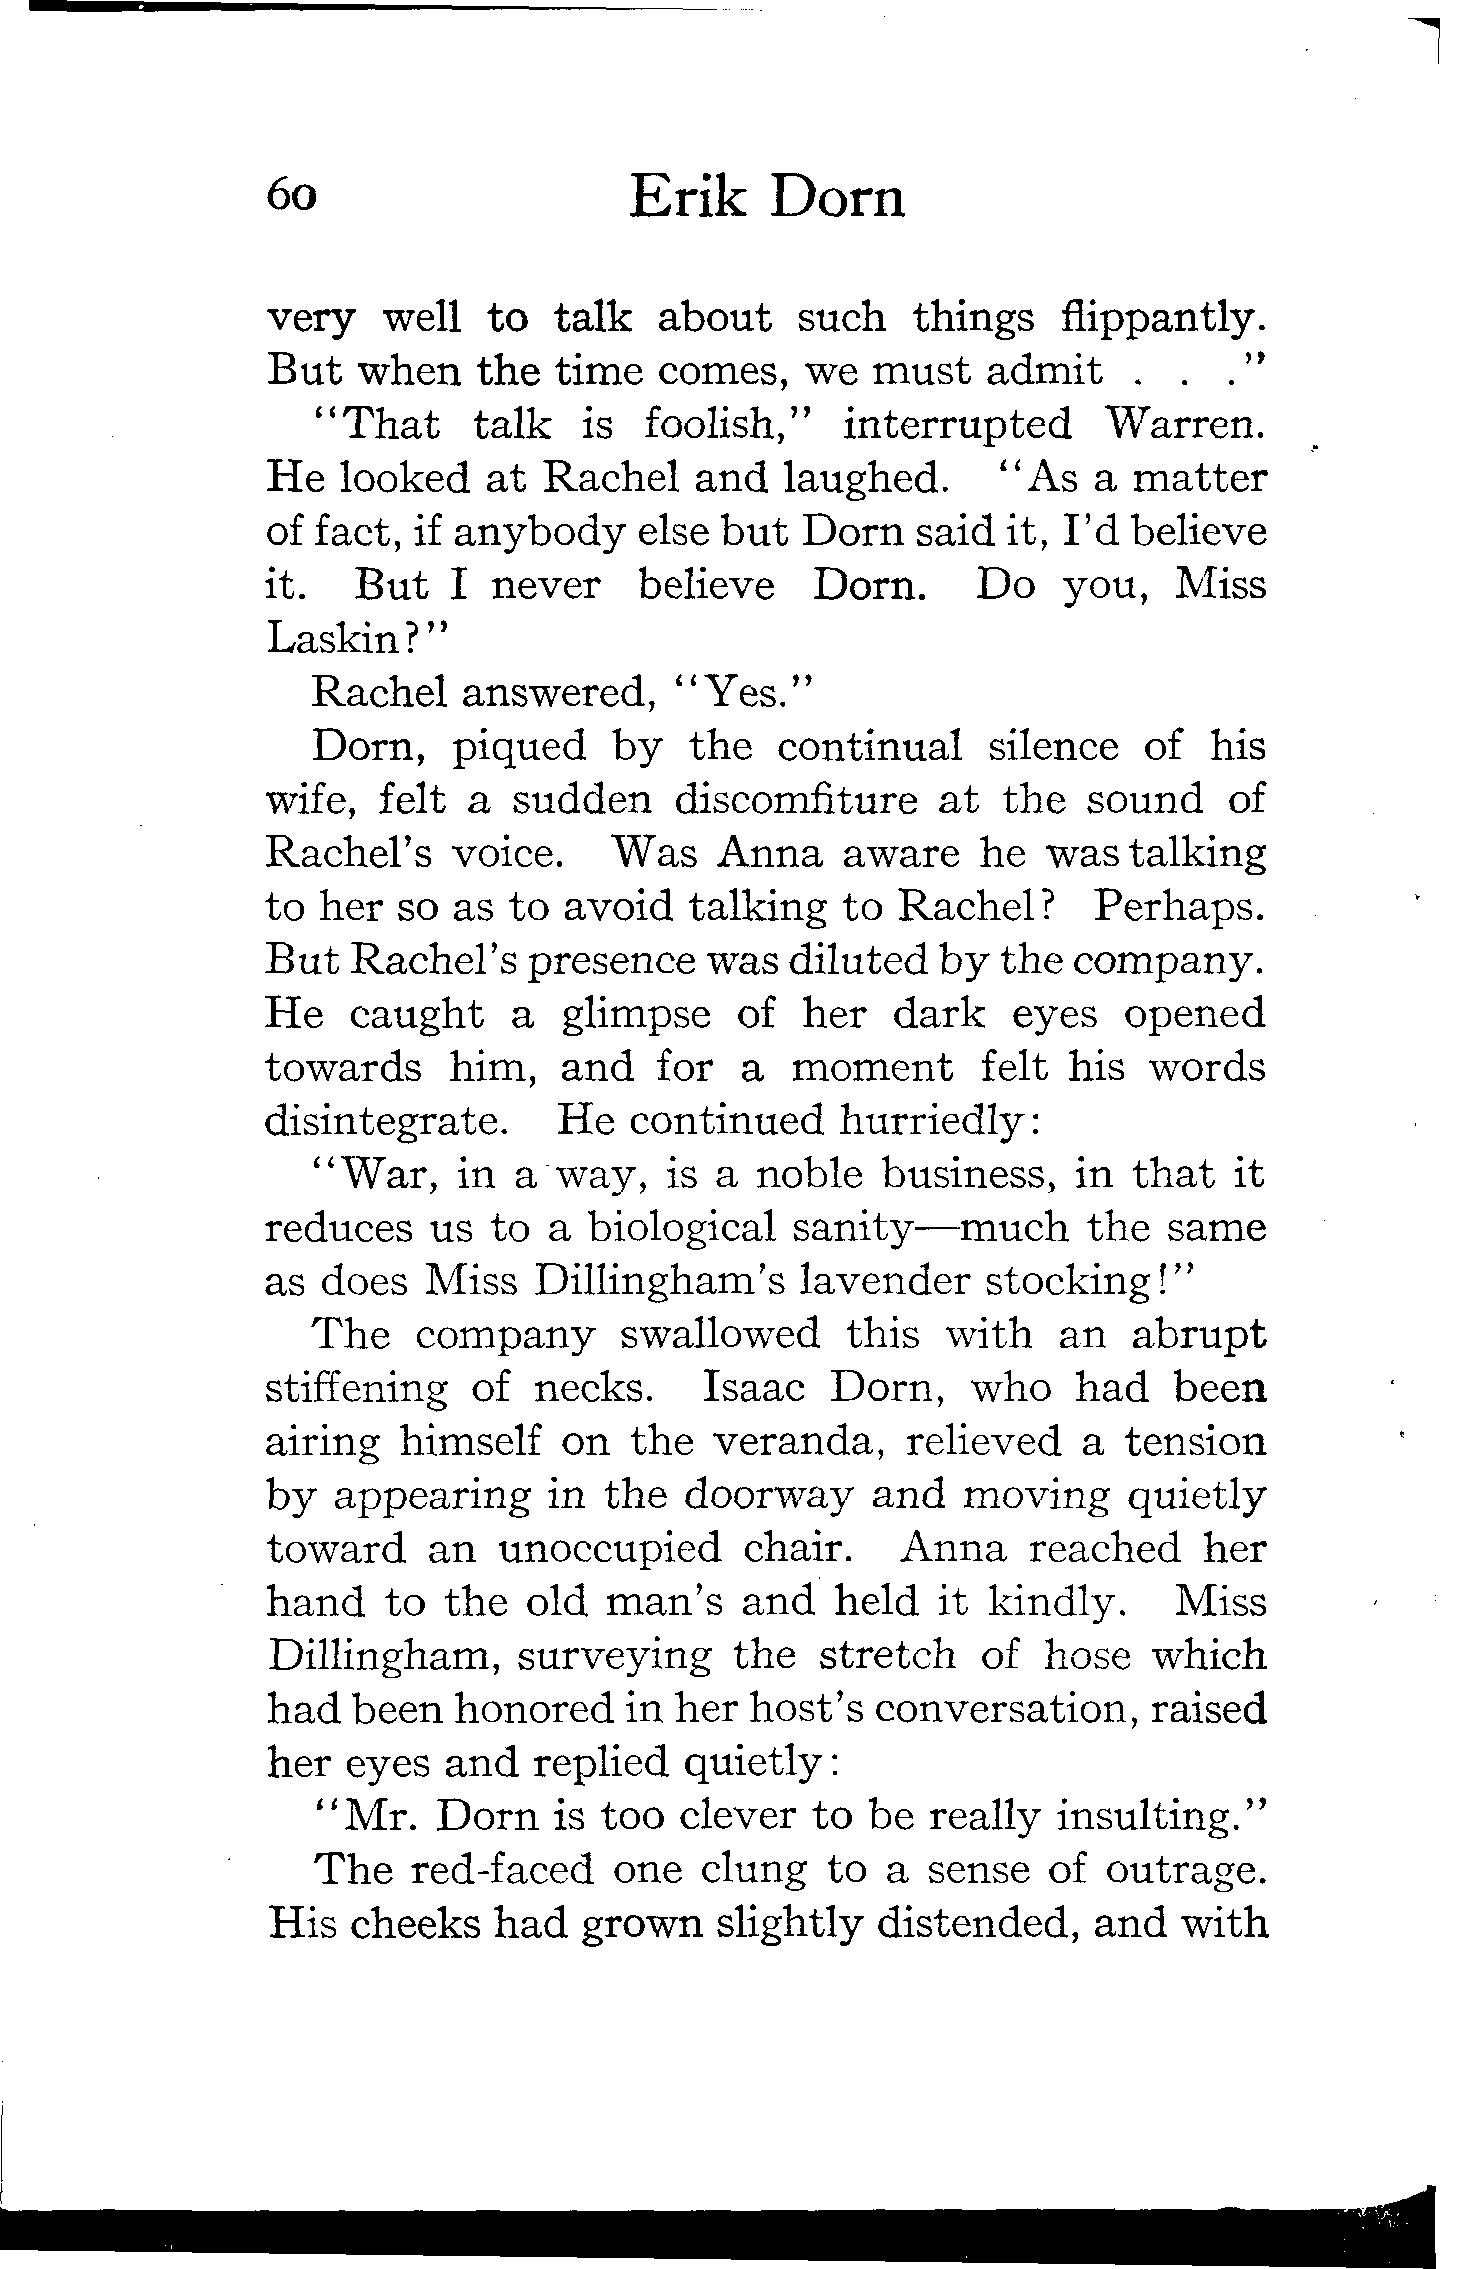 60 Erik Dorn
very well to talk about such things flippantly.
But when the time comes, we must admit . . ."
"That talk is foolish," interrupted Warren.
He looked at Rachel and laughed. "As a matter
of fact, if anybody else but Dorn said it, I'd believe
it. But I never believe Dorn. Do you, Miss
Laskin?"
Rachel answered, "Yes."
Dorn, piqued by the continual silence of his
wife, felt a sudden discomfiture at the sound of
Rachel's voice. Was Anna aware he was talking
to her so as to avoid talking to Rachel? Perhaps.
But Rachel's presence was diluted by the company.
He caught a glimpse of her dark eyes opened
towards him, and for a moment felt his words
disintegrate. He continued hurriedly:
"War, in a way, is a noble business, in that it
reduces us to a biological sanity—much the same
as does Miss Dillingham's lavender stocking!"
The company swallowed this with an abrupt
stiffening of necks. Isaac Dorn, who had been
airing himself on the veranda, relieved a tension
by appearing in the doorway and moving quietly
toward an unoccupied chair. Anna reached her
hand to the old man's and held it kindly. Miss
Dillingham, surveying the stretch of hose which
had been honored in her host's conversation, raised
her eyes and replied quietly:
"Mr. Dorn is too clever to be really insulting."
The red-faced one clung to a sense of outrage.
His cheeks had grown slightly distended, and with